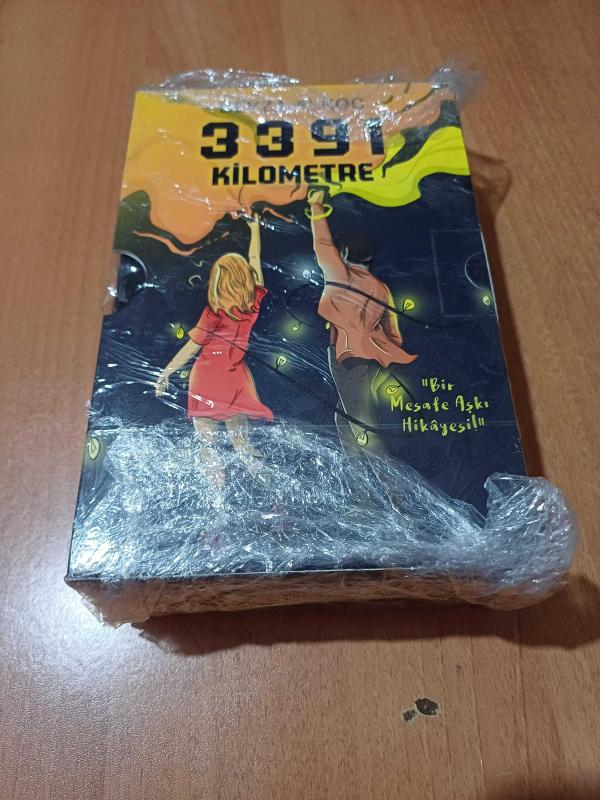 3391
KİLOMETRE
"Bir
Mesafe Aşkı
Hikâyesi!"